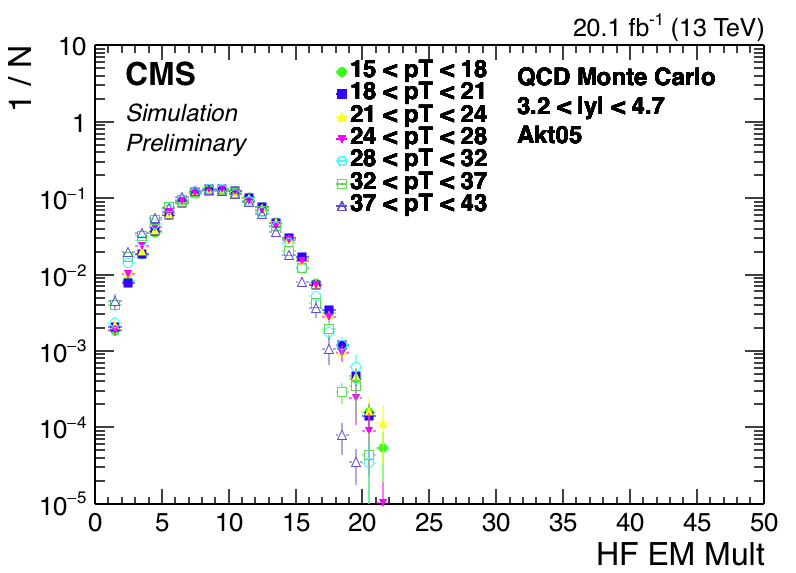 20.1 fb⁻¹ (13 TeV)
1 / N
10
1
10⁻¹
10⁻²
10⁻³
10⁻⁴
10⁻⁵
CMS
Simulation
Preliminary
15 < pT < 18
18 < pT < 21
21 < pT < 24
24 < pT < 28
28 < pT < 32
32 < pT < 37
37 < pT < 43
QCD Monte Carlo
3.2 < |y| < 4.7
Akt05
0 5 10 15 20 25 30 35 40 45 50
HF EM Mult